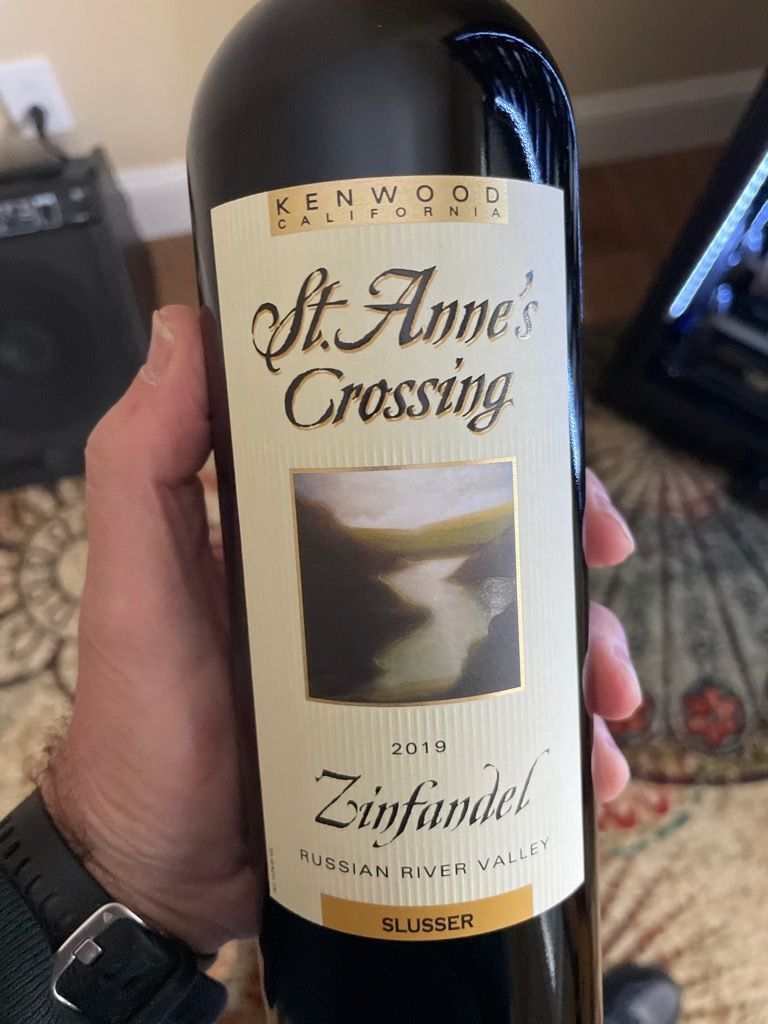 KENWOOD
CALIFORNIA
St. Anne's
Crossing
2019
Zinfandel
RUSSIAN RIVER VALLEY
SLUSSER